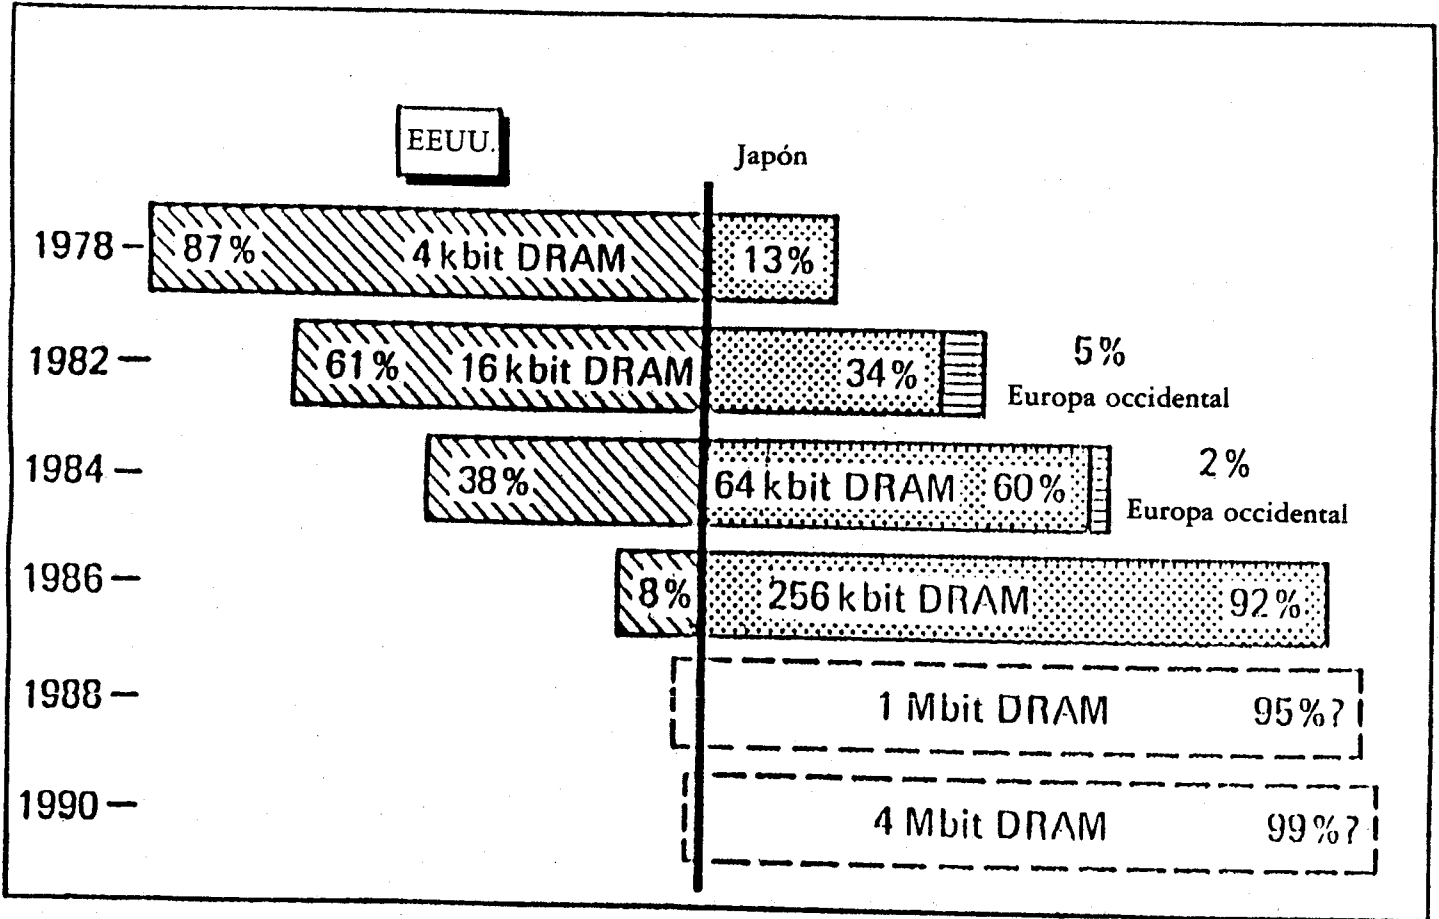 EEUU.
Japón
1978
87%
4 kbit DRAM
13%
1982
61%
16 kbit DRAM
34%
5%
Europa occidental
1984
38%
64 kbit DRAM
60%
2%
Europa occidental
1986
8%
256 kbit DRAM
92%
1988
1 Mbit DRAM
95%?
1990
4 Mbit DRAM
99%?